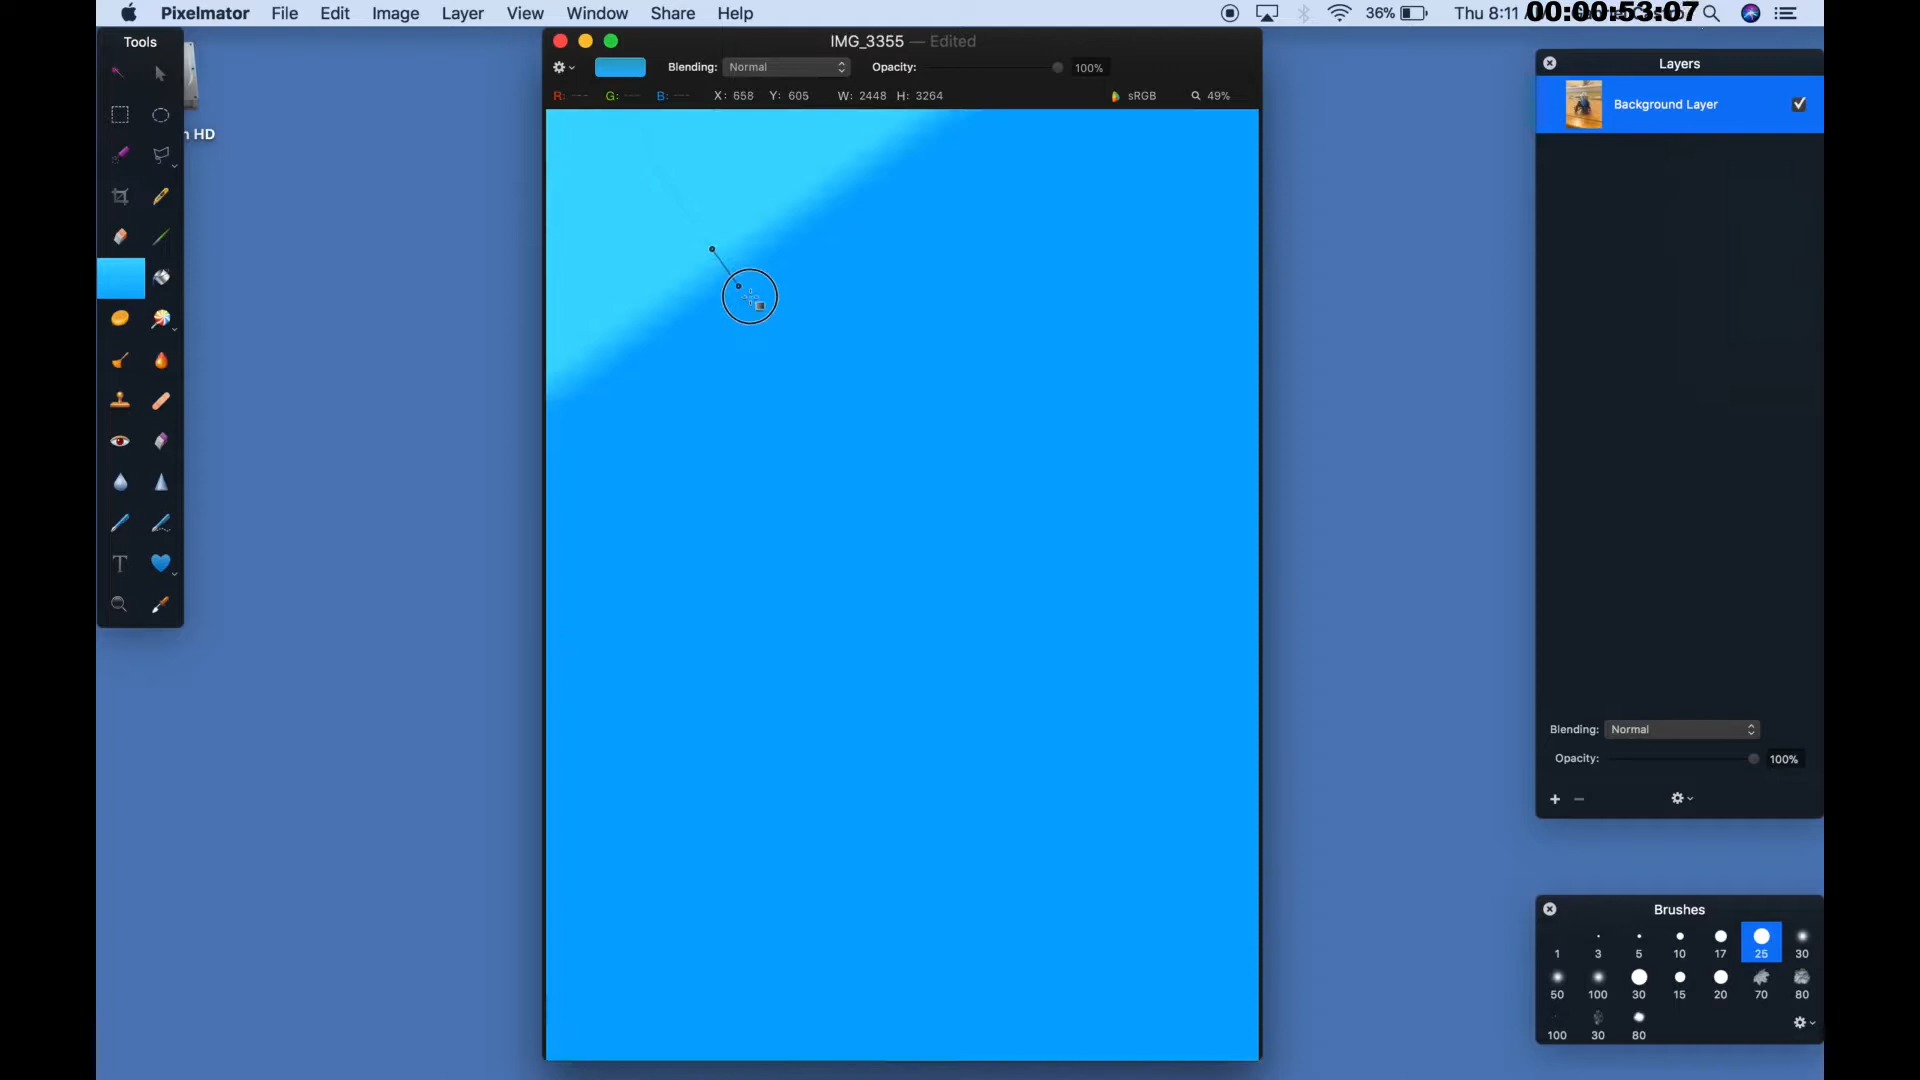 Pixelmator File Edit Image Layer View Window Share Help 36% Thu 8:11 00:00:53:07
Tools
IMG_3355 — Edited
Blending: Normal Opacity: 100%
R: --- G: --- B: --- X: 658 Y: 605 W: 2448 H: 3264 sRGB 49%
HD
T
Layers
Background Layer
Blending: Normal
Opacity: 100%
Brushes
1 3 5 10 17 25 30
50 100 30 15 20 70 80
100 30 80